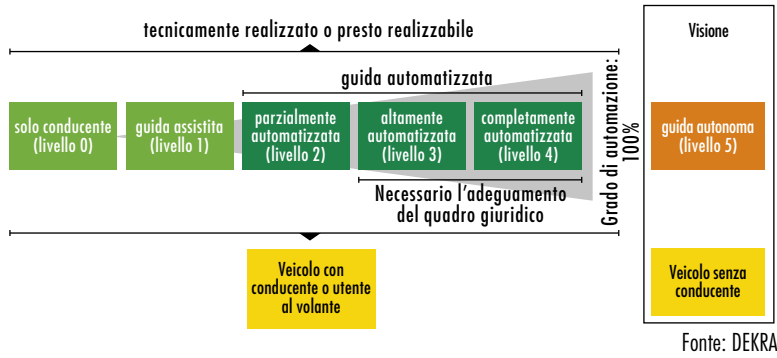 tecnicamente realizzato o presto realizzabile
guida automatizzata
solo conducente
(livello 0)
guida assistita
(livello 1)
parzialmente
automatizzata
(livello 2)
altamente
automatizzata
(livello 3)
completamente
automatizzata
(livello 4)
Necessario l'adeguamento
del quadro giuridico
Grado di automazione:
100%
Veicolo con
conducente o utente
al volante
Visione
guida autonoma
(livello 5)
Veicolo senza
conducente
Fonte: DEKRA